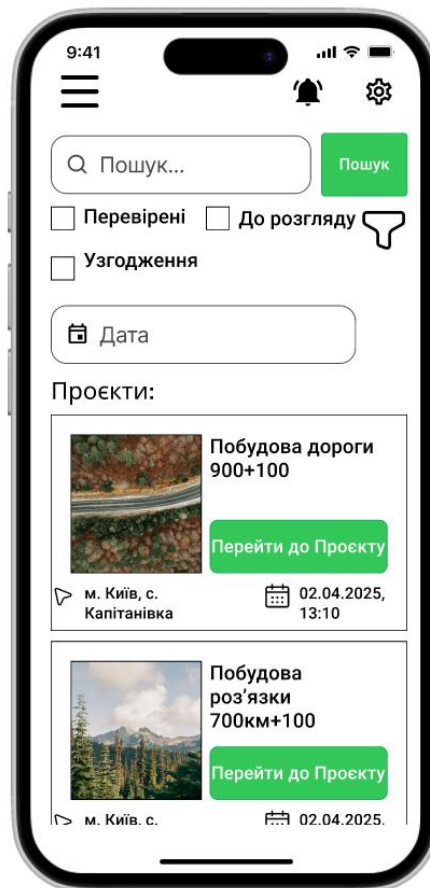 9:41
Пошук...
Пошук
Перевірені
До розгляду
Узгодження
Дата
Проєкти:
Побудова дороги
900+100
Перейти до Проєкту
м. Київ, с.
Капітанівка
02.04.2025,
13:10
Побудова
роз’язки
700км+100
Перейти до Проєкту
м. Київ, с.
02.04.2025,